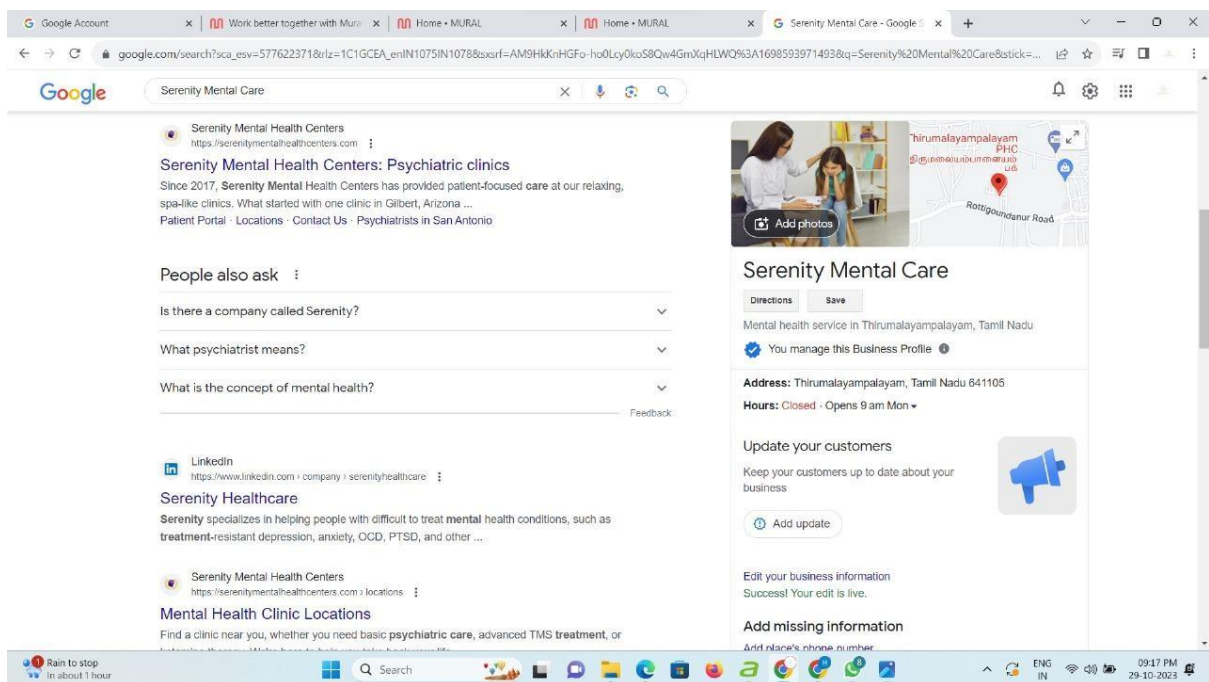 Google Account
Work better together with Mura
Home • MURAL
Home • MURAL
Serenity Mental Care - Google S
google.com/search?sca_esv=577622371&rlz=1C1GCEA_enIN1075IN1078&sxsrf=AM9HkKnHGFo-ho0Lcy0koS8Qw4GmXqHLWQ%3A1698593971493&q=Serenity%20Mental%20Care&stick=...
Google
Serenity Mental Care
Serenity Mental Health Centers
https://serenitymentalhealthcenters.com
Serenity Mental Health Centers: Psychiatric clinics
Since 2017, Serenity Mental Health Centers has provided patient-focused care at our relaxing,
spa-like clinics. What started with one clinic in Gilbert, Arizona ...
Patient Portal · Locations · Contact Us · Psychiatrists in San Antonio
People also ask
Is there a company called Serenity?
What psychiatrist means?
What is the concept of mental health?
Feedback
LinkedIn
https://www.linkedin.com › company › serenityhealthcare
Serenity Healthcare
Serenity specializes in helping people with difficult to treat mental health conditions, such as
treatment-resistant depression, anxiety, OCD, PTSD, and other ...
Serenity Mental Health Centers
https://serenitymentalhealthcenters.com › locations
Mental Health Clinic Locations
Find a clinic near you, whether you need basic psychiatric care, advanced TMS treatment, or
Add photos
Thirumalayampalayam
PHC
Rottigoundanur Road
Serenity Mental Care
Directions
Save
Mental health service in Thirumalayampalayam, Tamil Nadu
You manage this Business Profile
Address: Thirumalayampalayam, Tamil Nadu 641105
Hours: Closed · Opens 9 am Mon
Update your customers
Keep your customers up to date about your
business
Add update
Edit your business information
Success! Your edit is live.
Add missing information
Add place's phone number
1
Rain to stop
In about 1 hour
Search
ENG
IN
09:17 PM
29-10-2023